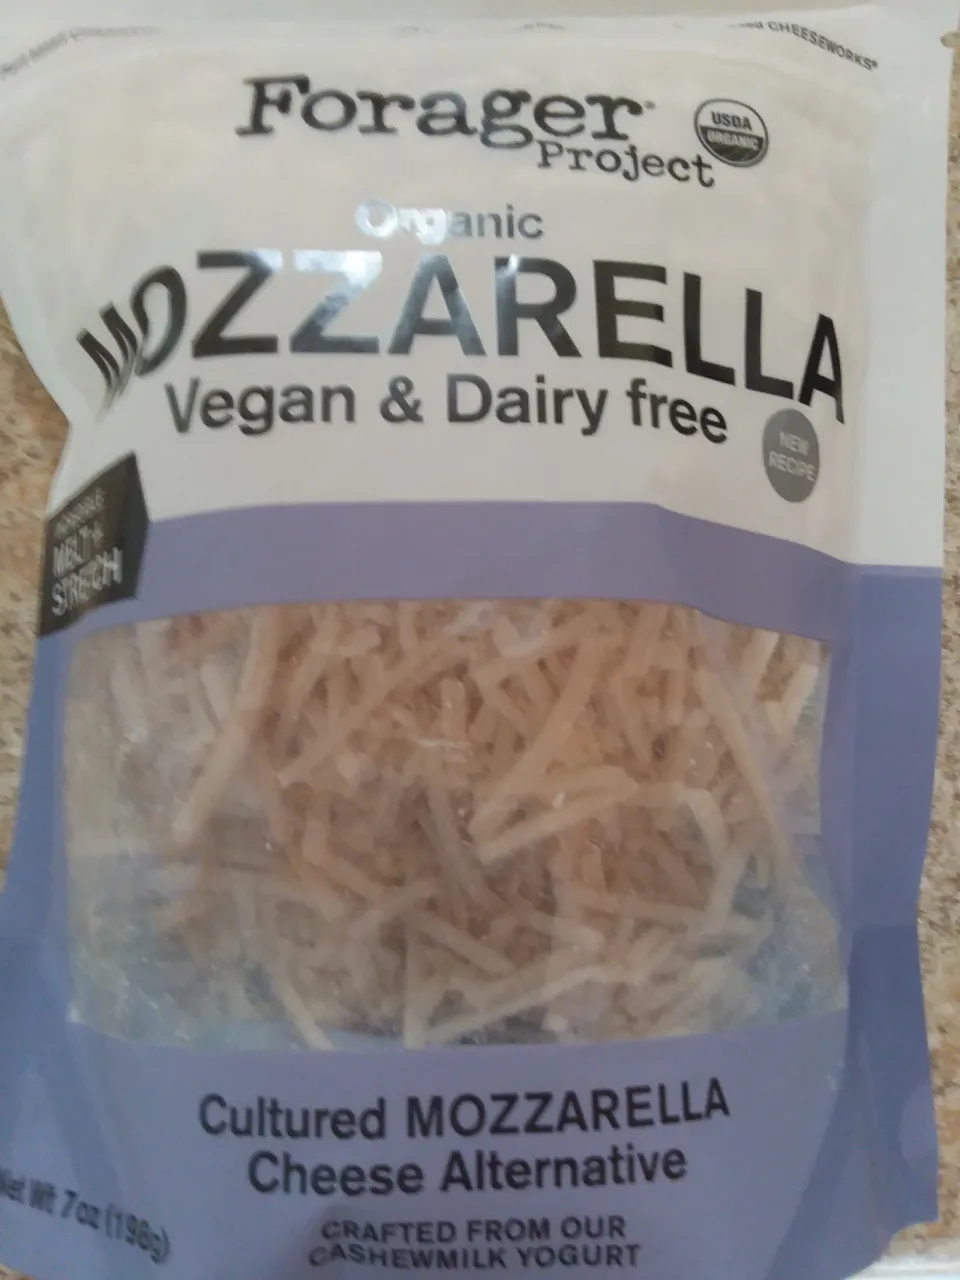 CHEESEWORKS®
Forager
Project
USDA
ORGANIC
Organic
MOZZARELLA
Vegan & Dairy free
NEW
RECIPE
MELT &
STRETCH
Cultured MOZZARELLA
Cheese Alternative
Net Wt 7oz (198g)
CRAFTED FROM OUR
CASHEWMILK YOGURT